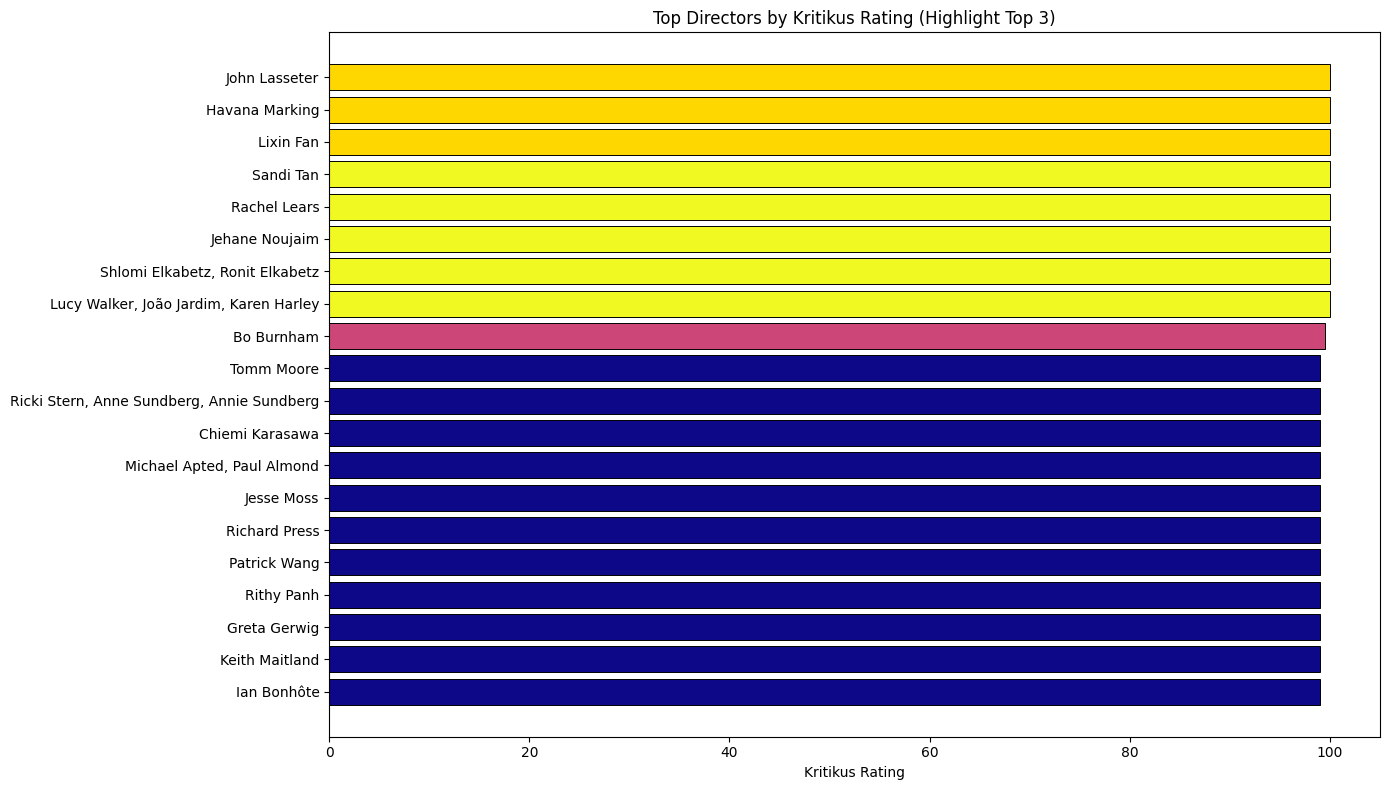 Top Directors by Kritikus Rating (Highlight Top 3)
John Lasseter
Havana Marking
Lixin Fan
Sandi Tan
Rachel Lears
Jehane Noujaim
Shlomi Elkabetz, Ronit Elkabetz
Lucy Walker, João Jardim, Karen Harley
Bo Burnham
Tomm Moore
Ricki Stern, Anne Sundberg, Annie Sundberg
Chiemi Karasawa
Michael Apted, Paul Almond
Jesse Moss
Richard Press
Patrick Wang
Rithy Panh
Greta Gerwig
Keith Maitland
Ian Bonhôte
0 20 40 60 80 100
Kritikus Rating